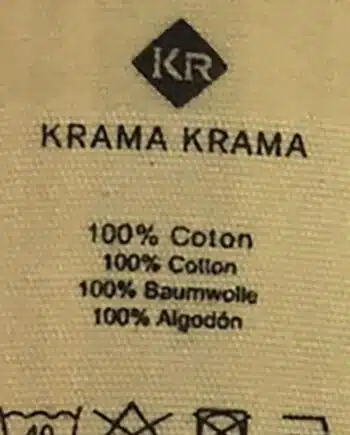 KR
KRAMA KRAMA
100% Coton
100% Cotton
100% Baumwolle
100% Algodón
40